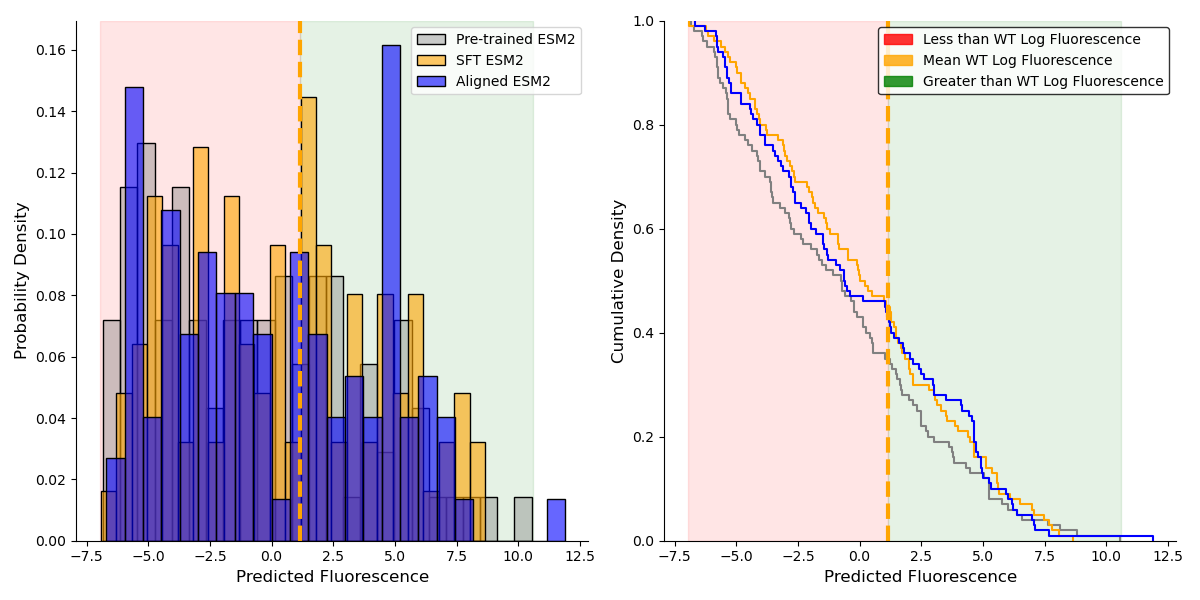 Probability Density
0.16
0.14
0.12
0.10
0.08
0.06
0.04
0.02
0.00
−7.5 −5.0 −2.5 0.0 2.5 5.0 7.5 10.0 12.5
Predicted Fluorescence
Pre-trained ESM2
SFT ESM2
Aligned ESM2
Cumulative Density
1.0
0.8
0.6
0.4
0.2
0.0
−7.5 −5.0 −2.5 0.0 2.5 5.0 7.5 10.0 12.5
Predicted Fluorescence
Less than WT Log Fluorescence
Mean WT Log Fluorescence
Greater than WT Log Fluorescence